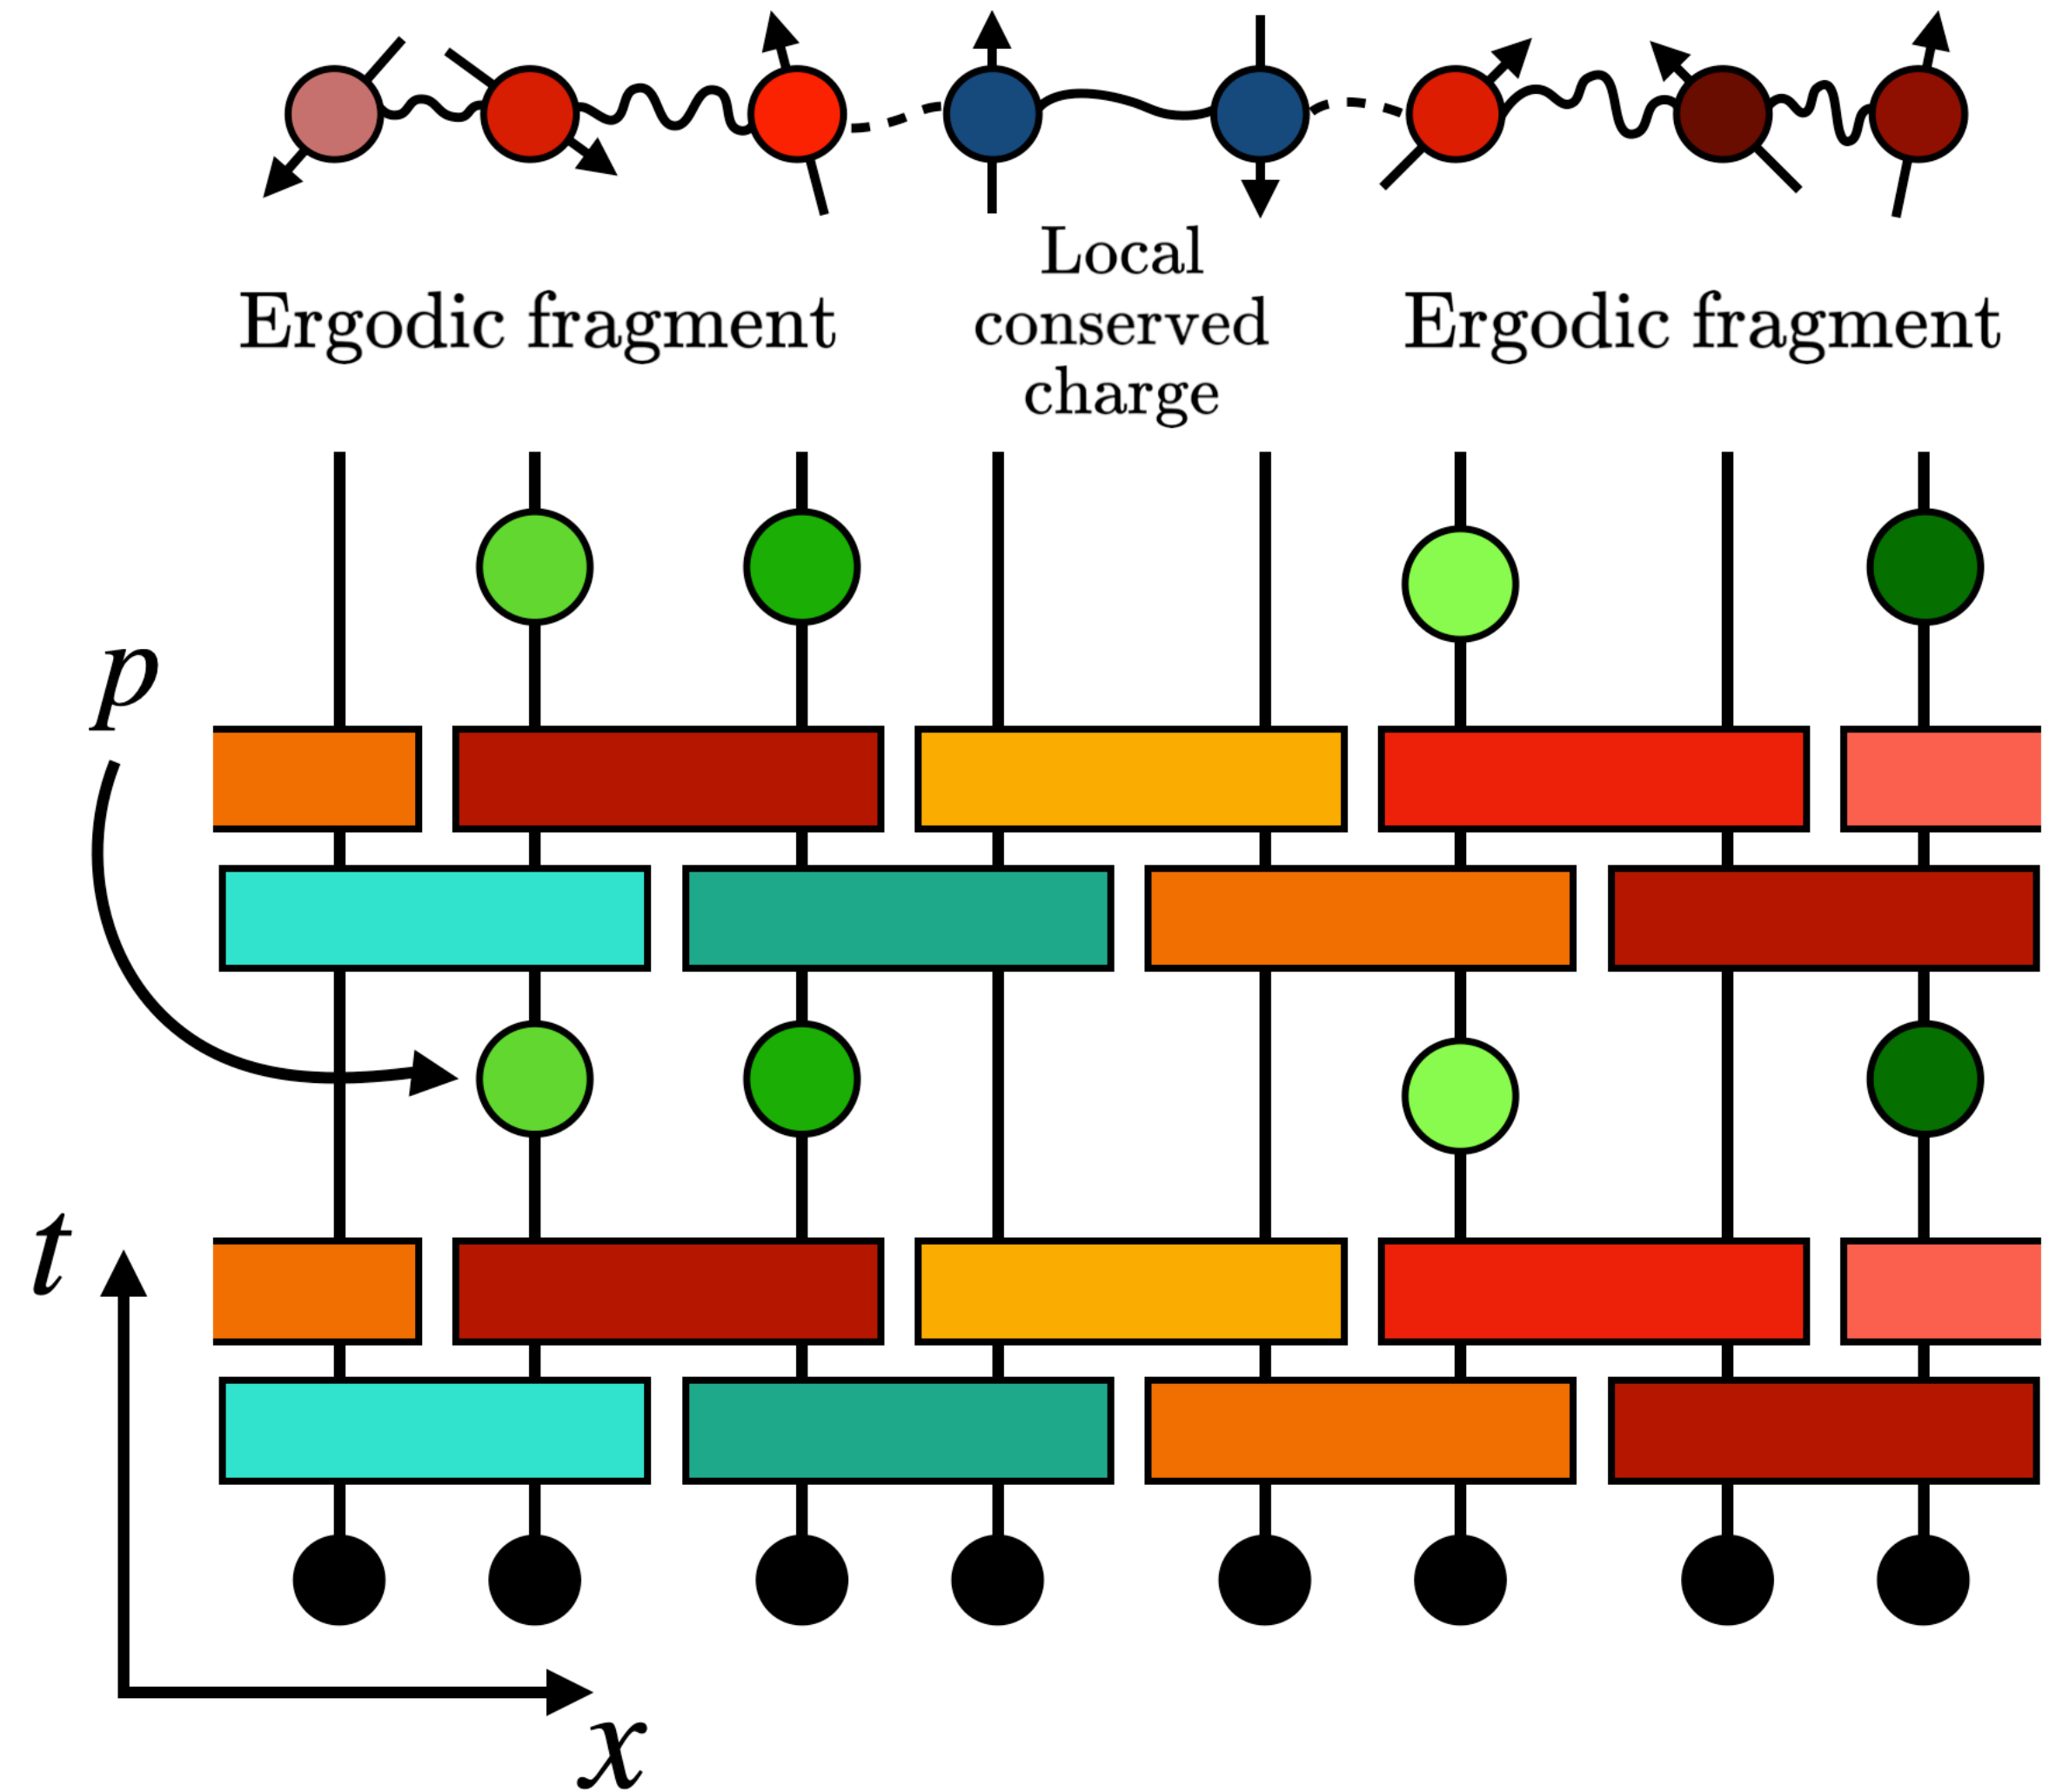 Ergodic fragment
Local
conserved
charge
Ergodic fragment
p
t
x